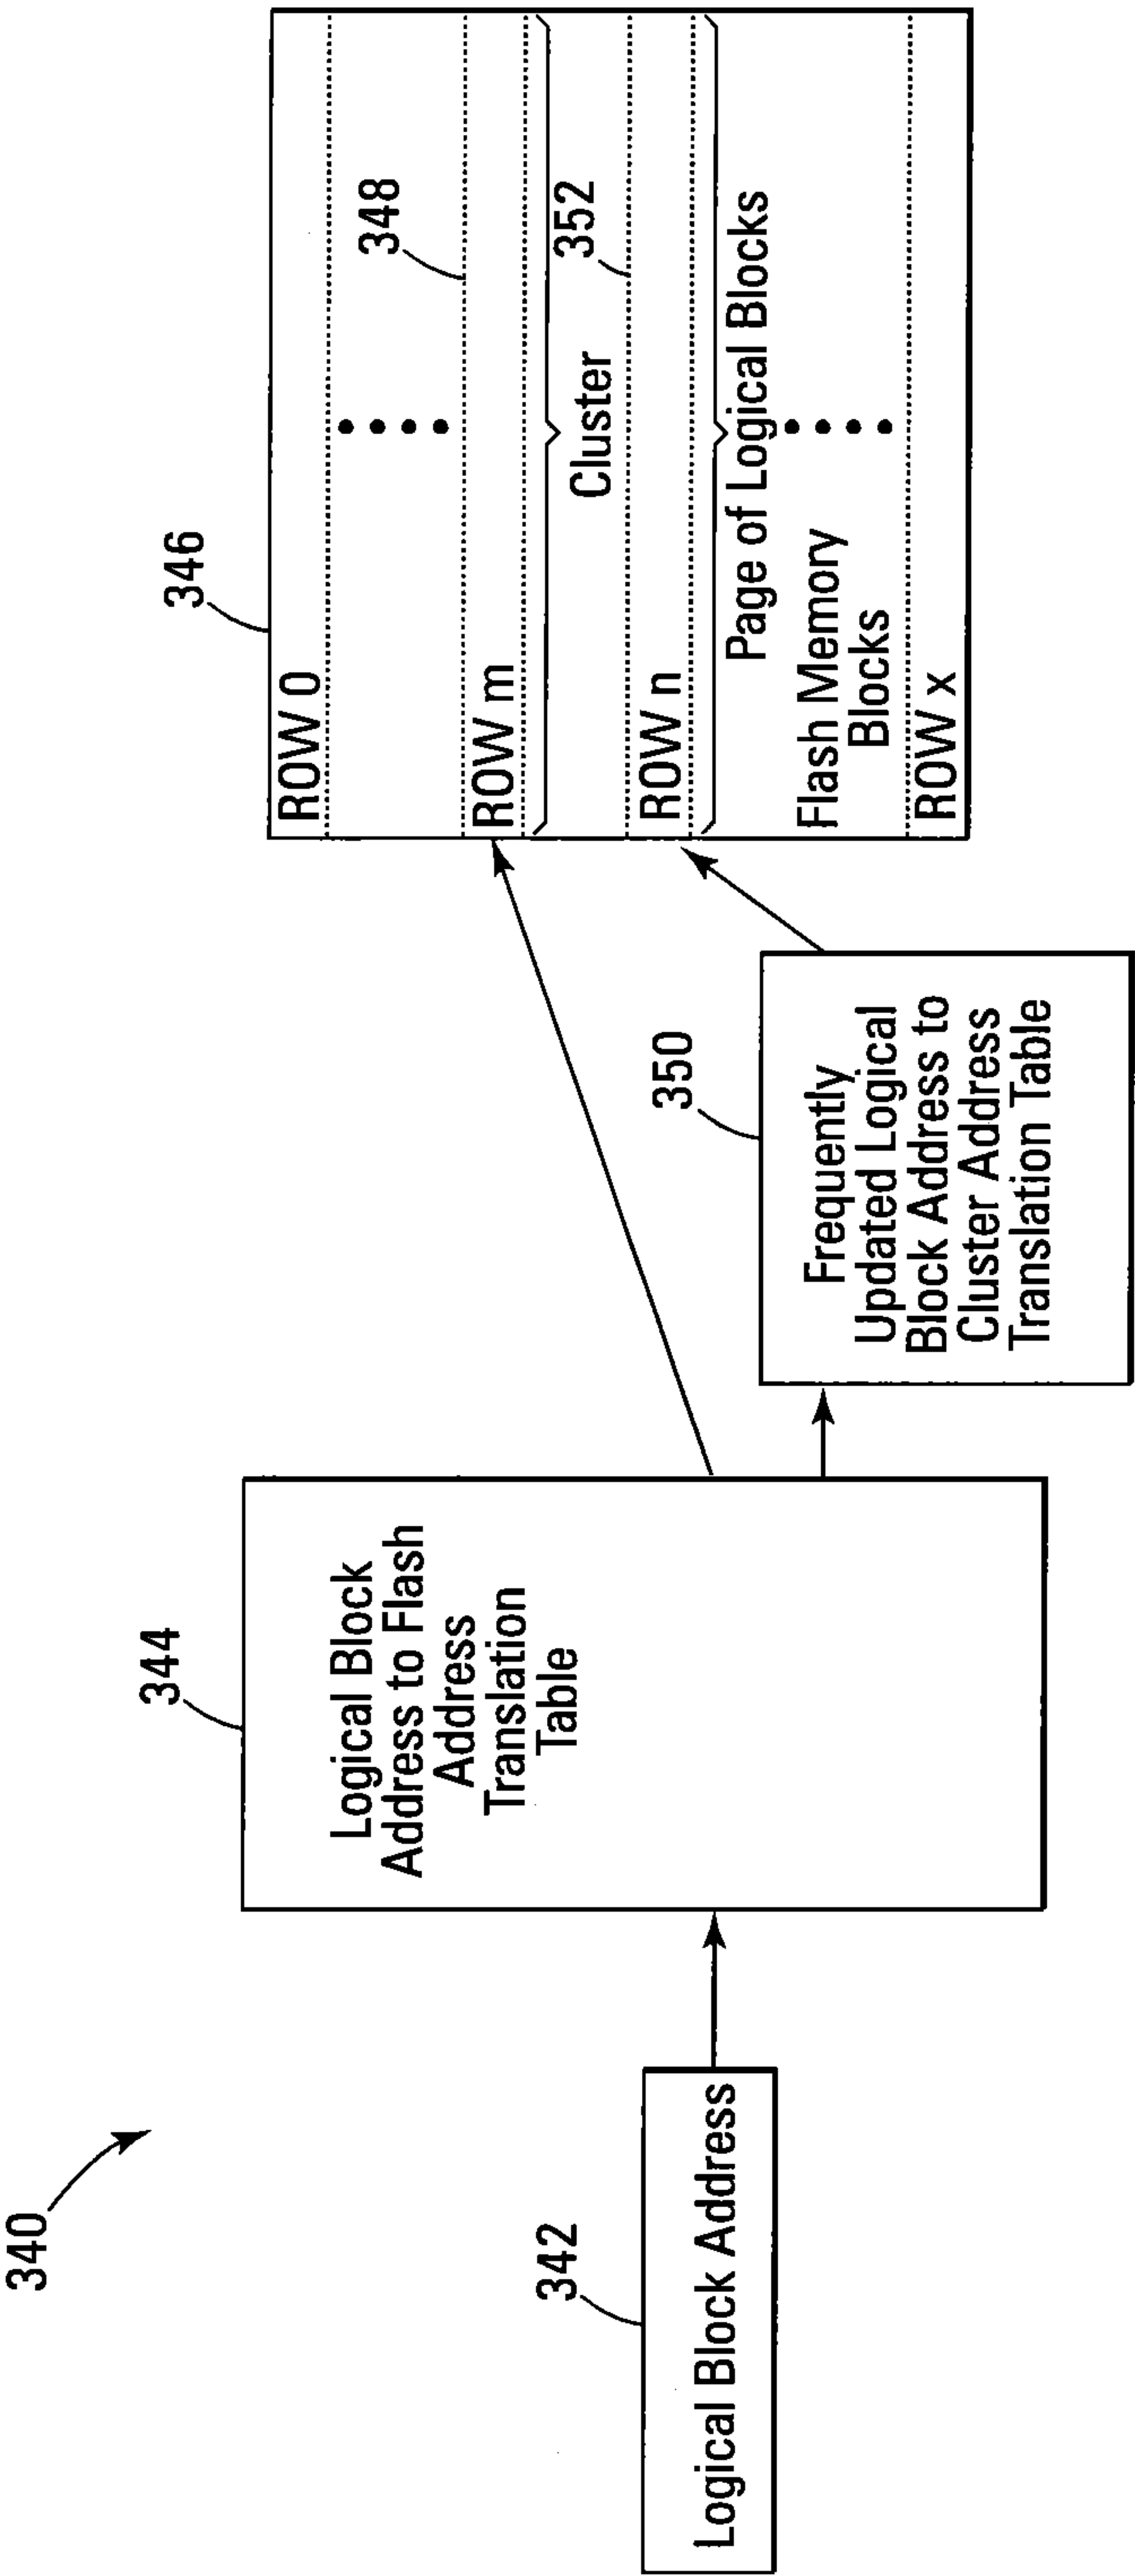 340
342
Logical Block Address
344
Logical Block
Address to Flash
Address
Translation
Table
350
Frequently
Updated Logical
Block Address to
Cluster Address
Translation Table
346
ROW 0
348
ROW m
Cluster
352
ROW n
Page of Logical Blocks
Flash Memory
Blocks
ROW x